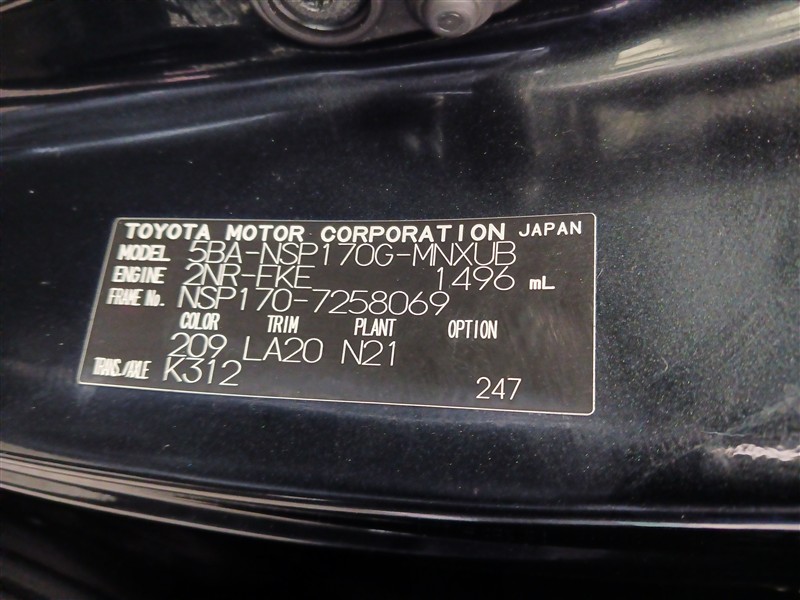 TOYOTA MOTOR CORPORATION JAPAN
MODEL 5BA-NSP170G-MNXUB
ENGINE 2NR-FKE 1496 mL
FRAME No. NSP170-7258069
COLOR TRIM PLANT OPTION
209 LA20 N21
TRANS./AXLE K312
247